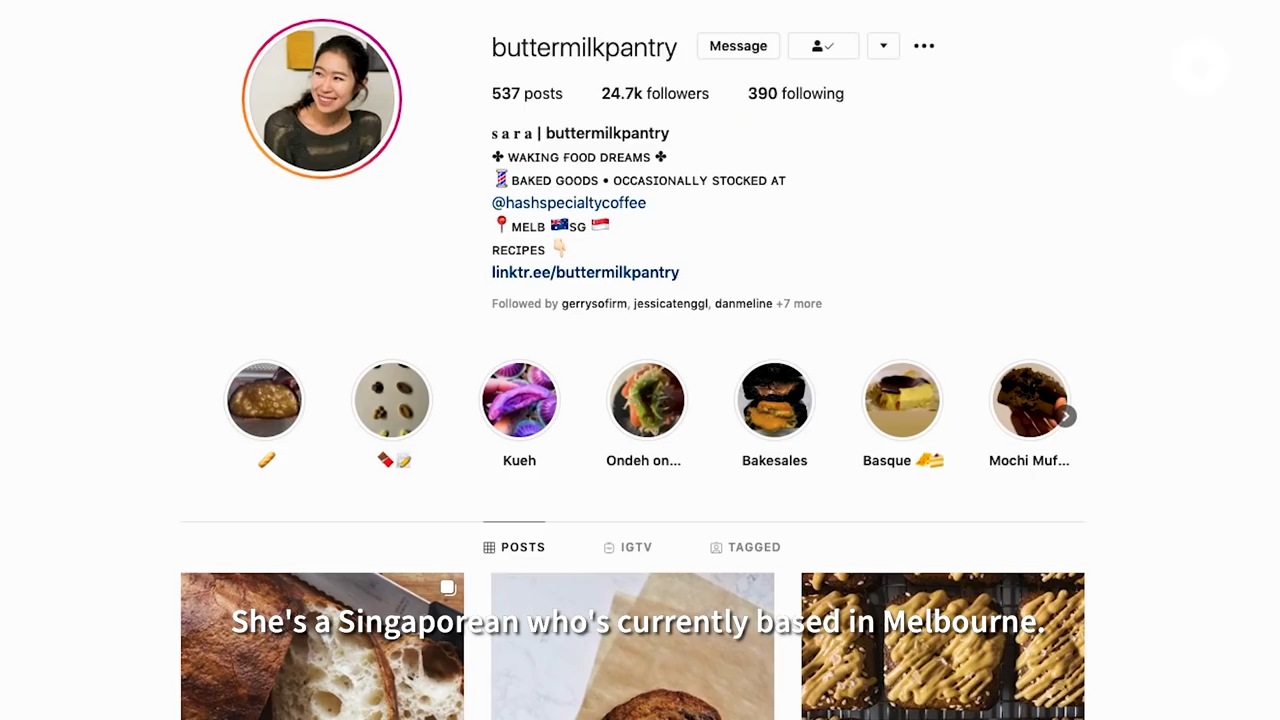 buttermilkpantry Message
537 posts 24.7k followers 390 following
s a r a | buttermilkpantry
✤ WAKING FOOD DREAMS ✤
💈BAKED GOODS • OCCASIONALLY STOCKED AT
@hashspecialtycoffee
📍MELB 🇦🇺SG 🇸🇬
RECIPES 👇🏻
linktr.ee/buttermilkpantry
Followed by gerrysofirm, jessicatenggl, danmeline +7 more
Kueh Ondeh on... Bakesales Basque Mochi Muf...
POSTS IGTV TAGGED
She's a Singaporean who's currently based in Melbourne.